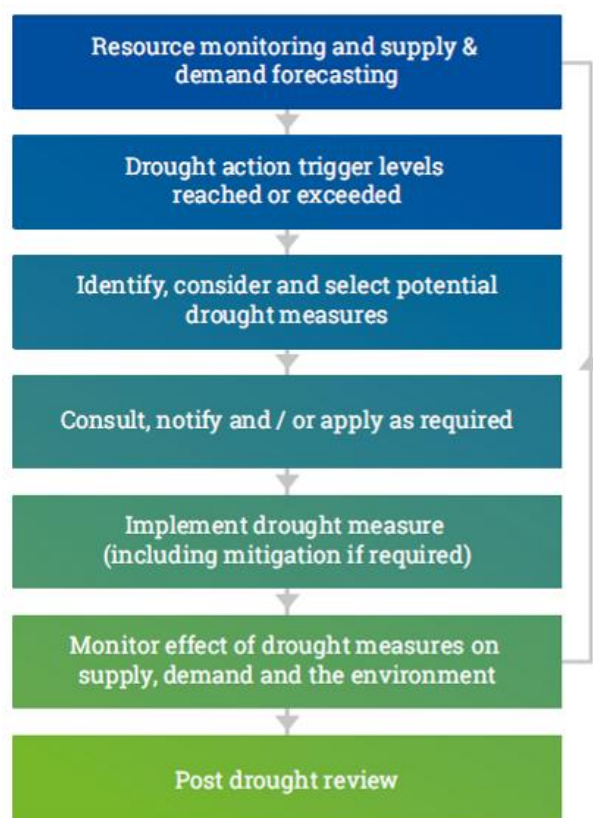 Resource monitoring and supply &
demand forecasting
Drought action trigger levels
reached or exceeded
Identify, consider and select potential
drought measures
Consult, notify and / or apply as required
Implement drought measure
(including mitigation if required)
Monitor effect of drought measures on
supply, demand and the environment
Post drought review